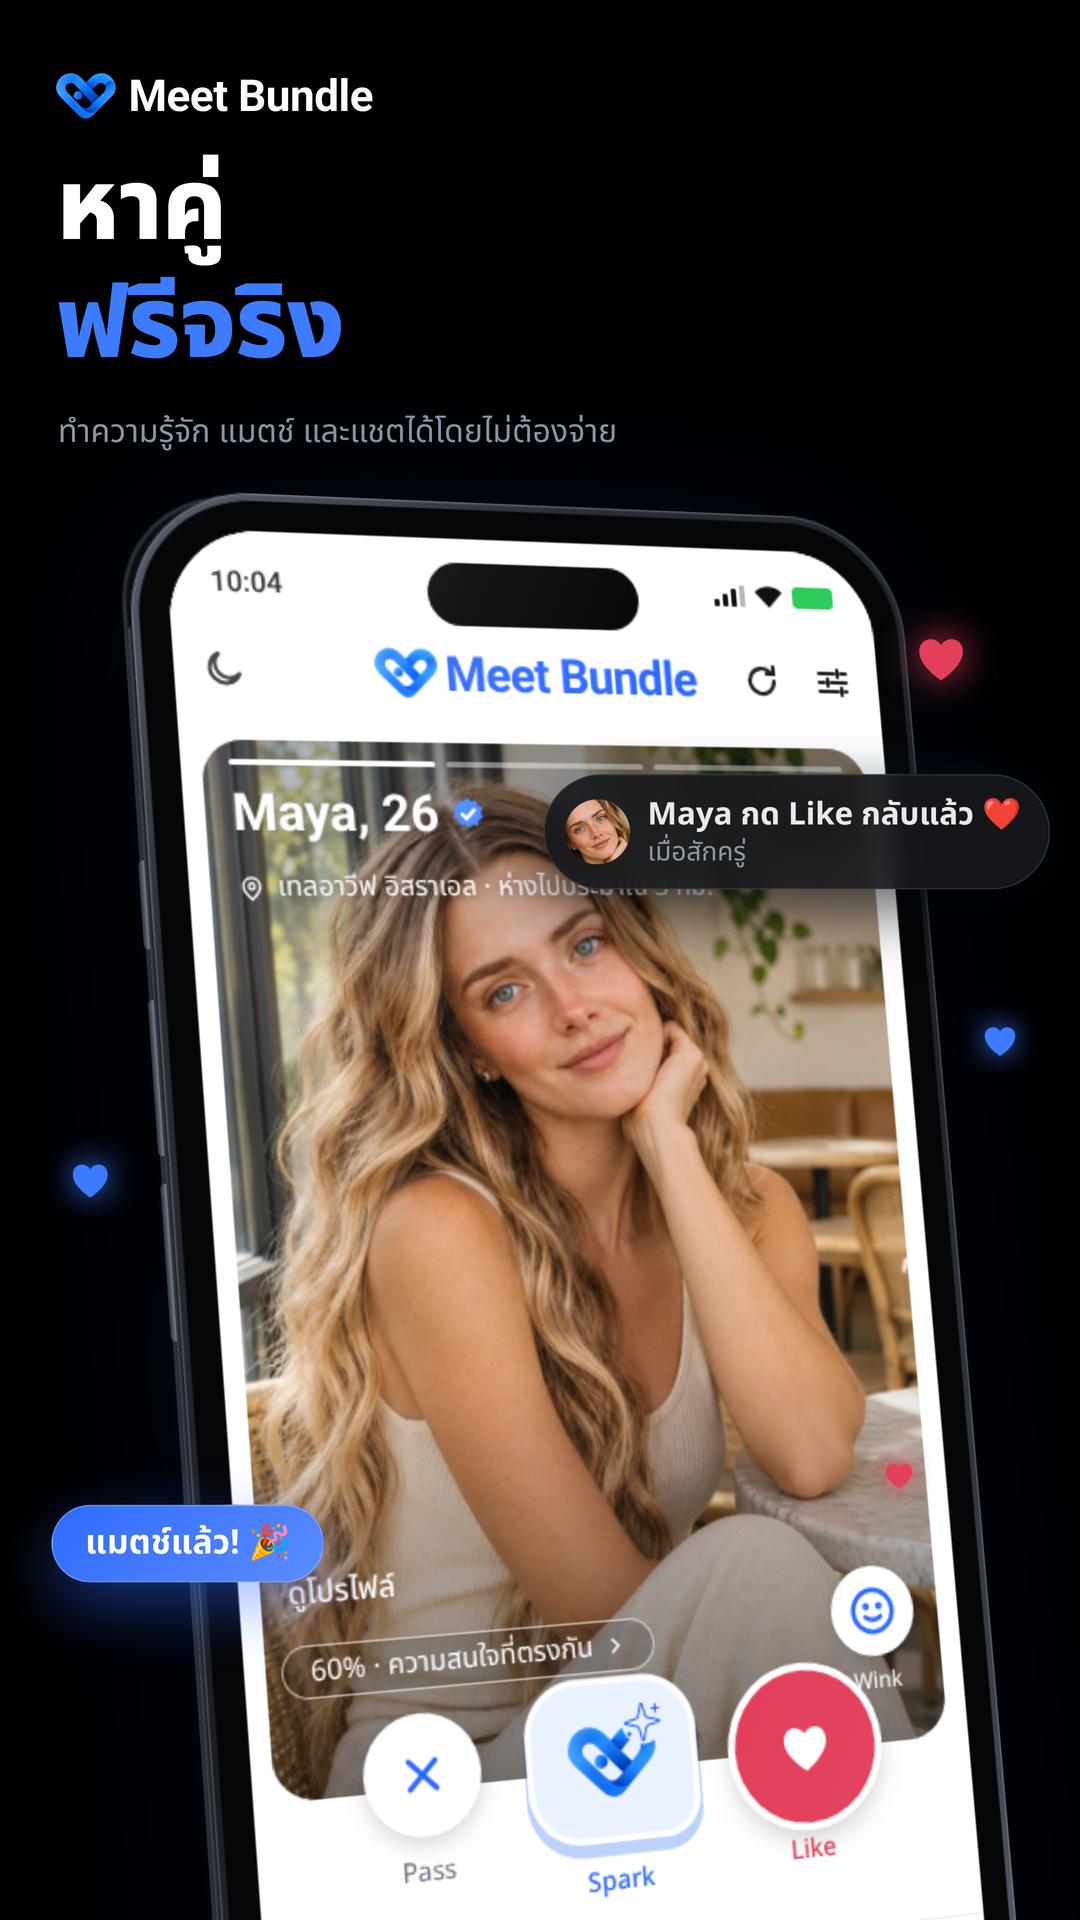 Meet Bundle
หาคู่
ฟรีจริง
ทำความรู้จัก แมตช์ และแชตได้โดยไม่ต้องจ่าย
10:04
Meet Bundle
Maya, 26
Maya กด Like กลับแล้ว ❤️
เมื่อสักครู่
เทลอาวีฟ อิสราเอล · ห่างไป
แมตช์แล้ว! 🎉
ดูโปรไฟล์
60% · ความสนใจที่ตรงกัน
Wink
Pass
Spark
Like